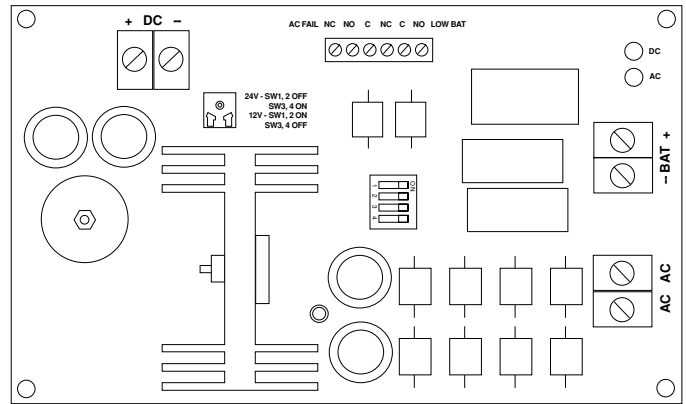 + DC –
AC FAIL NC NO C NC C NO LOW BAT
DC
AC
24V - SW1, 2 OFF
SW3, 4 ON
12V - SW1, 2 ON
SW3, 4 OFF
– BAT +
ON
1
2
3
4
AC
AC